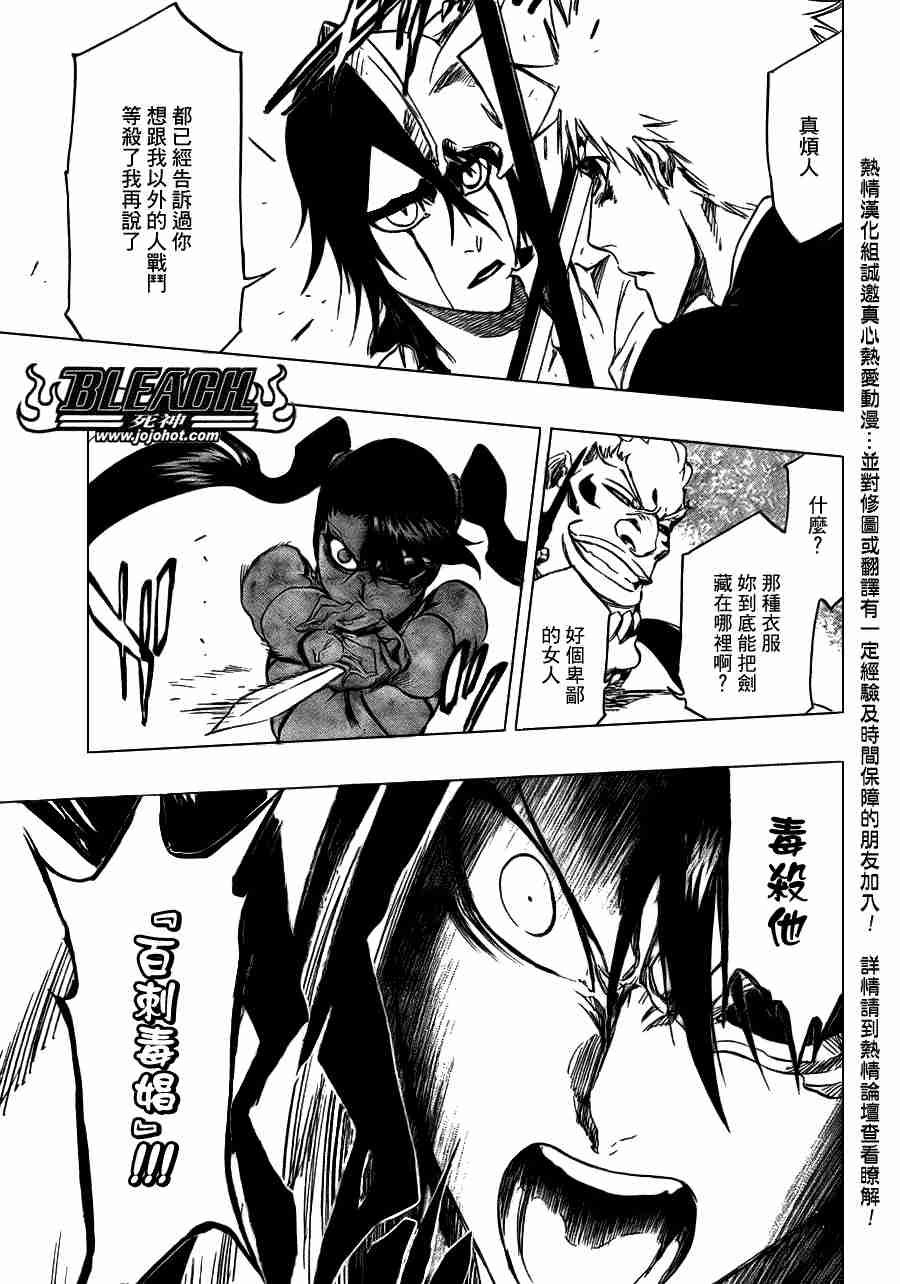 真煩人
都已經告訴過你
想跟我以外的人戰鬥
等殺了我再說了
BLEACH
死神
www.jojohot.com
什麼?
那種衣服
妳到底能把劍
藏在哪裡啊?
好個卑鄙
的女人
毒殺他
『百刺毒娼』!!!
熱情漢化組誠邀真心熱愛動漫…並對修圖或翻譯有一定經驗及時間保障的朋友加入! 詳情請到熱情論壇查看瞭解!